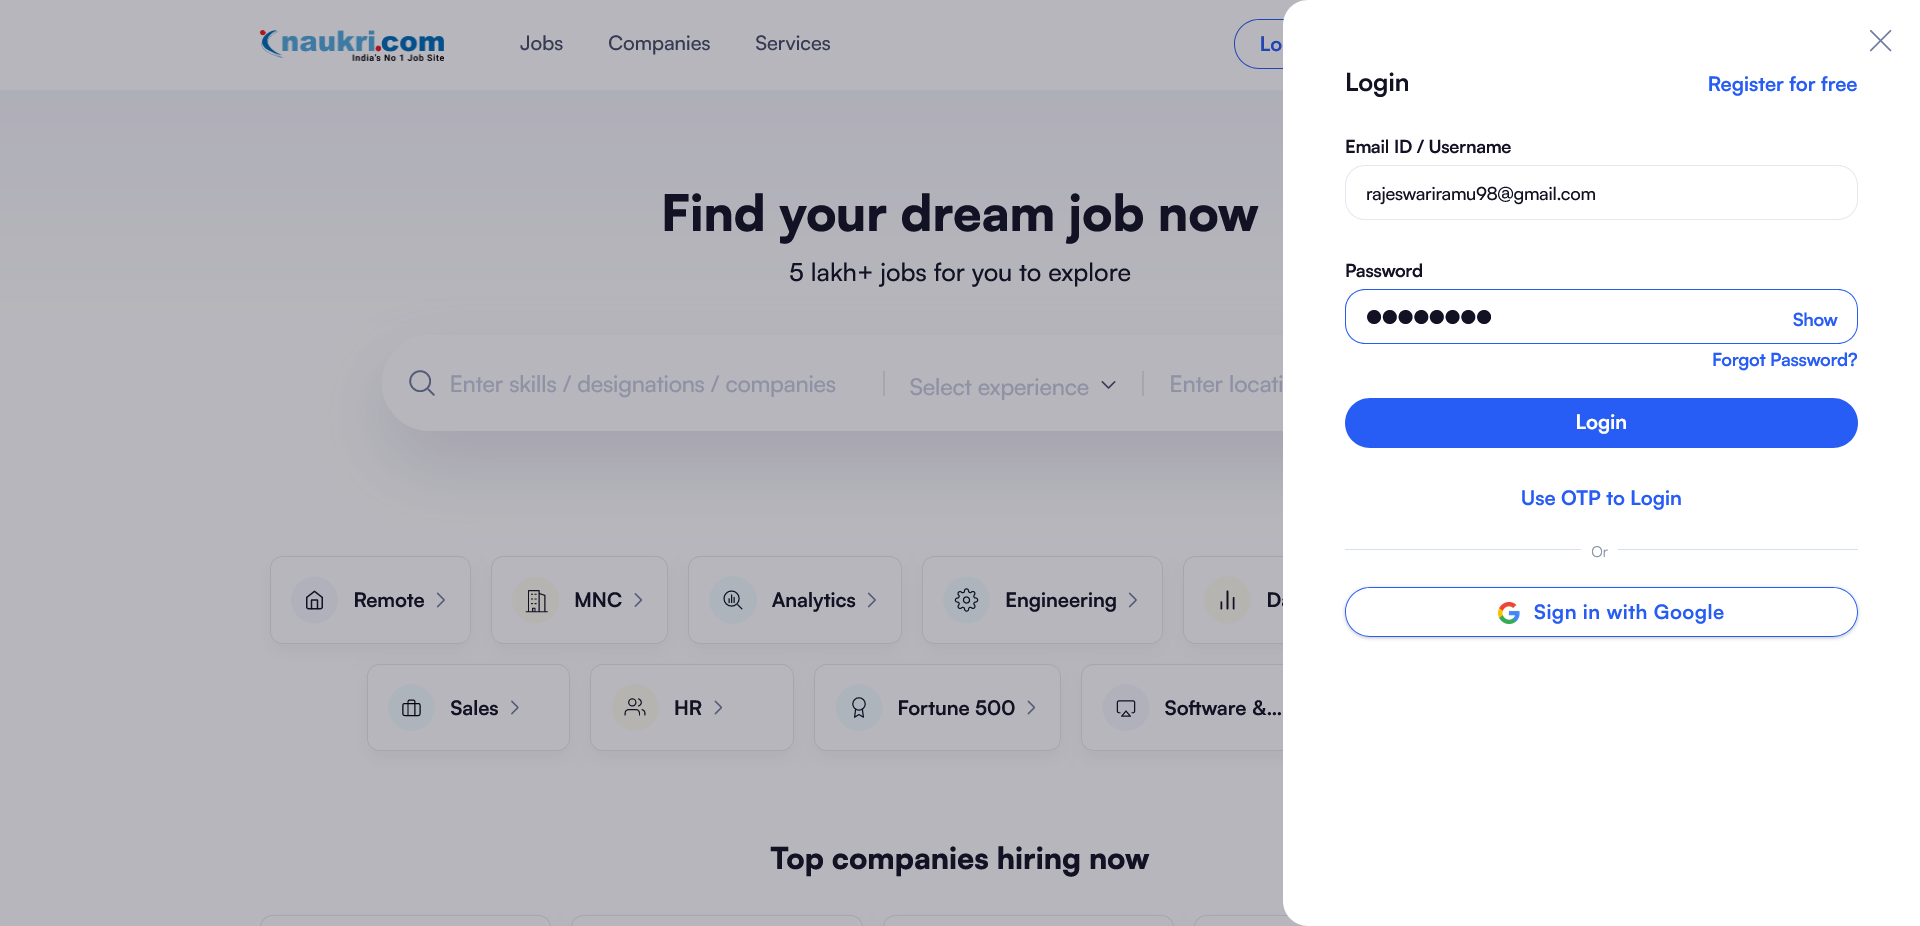 naukri.com
India's No 1 Job Site
Jobs
Companies
Services
Lo
Find your dream job now
5 lakh+ jobs for you to explore
Enter skills / designations / companies
Select experience
Enter locati
Remote
MNC
Analytics
Engineering
Da
Sales
HR
Fortune 500
Software &...
Top companies hiring now
Login
Register for free
Email ID / Username
rajeswariramu98@gmail.com
Password
●●●●●●●●
Show
Forgot Password?
Login
Use OTP to Login
Or
Sign in with Google